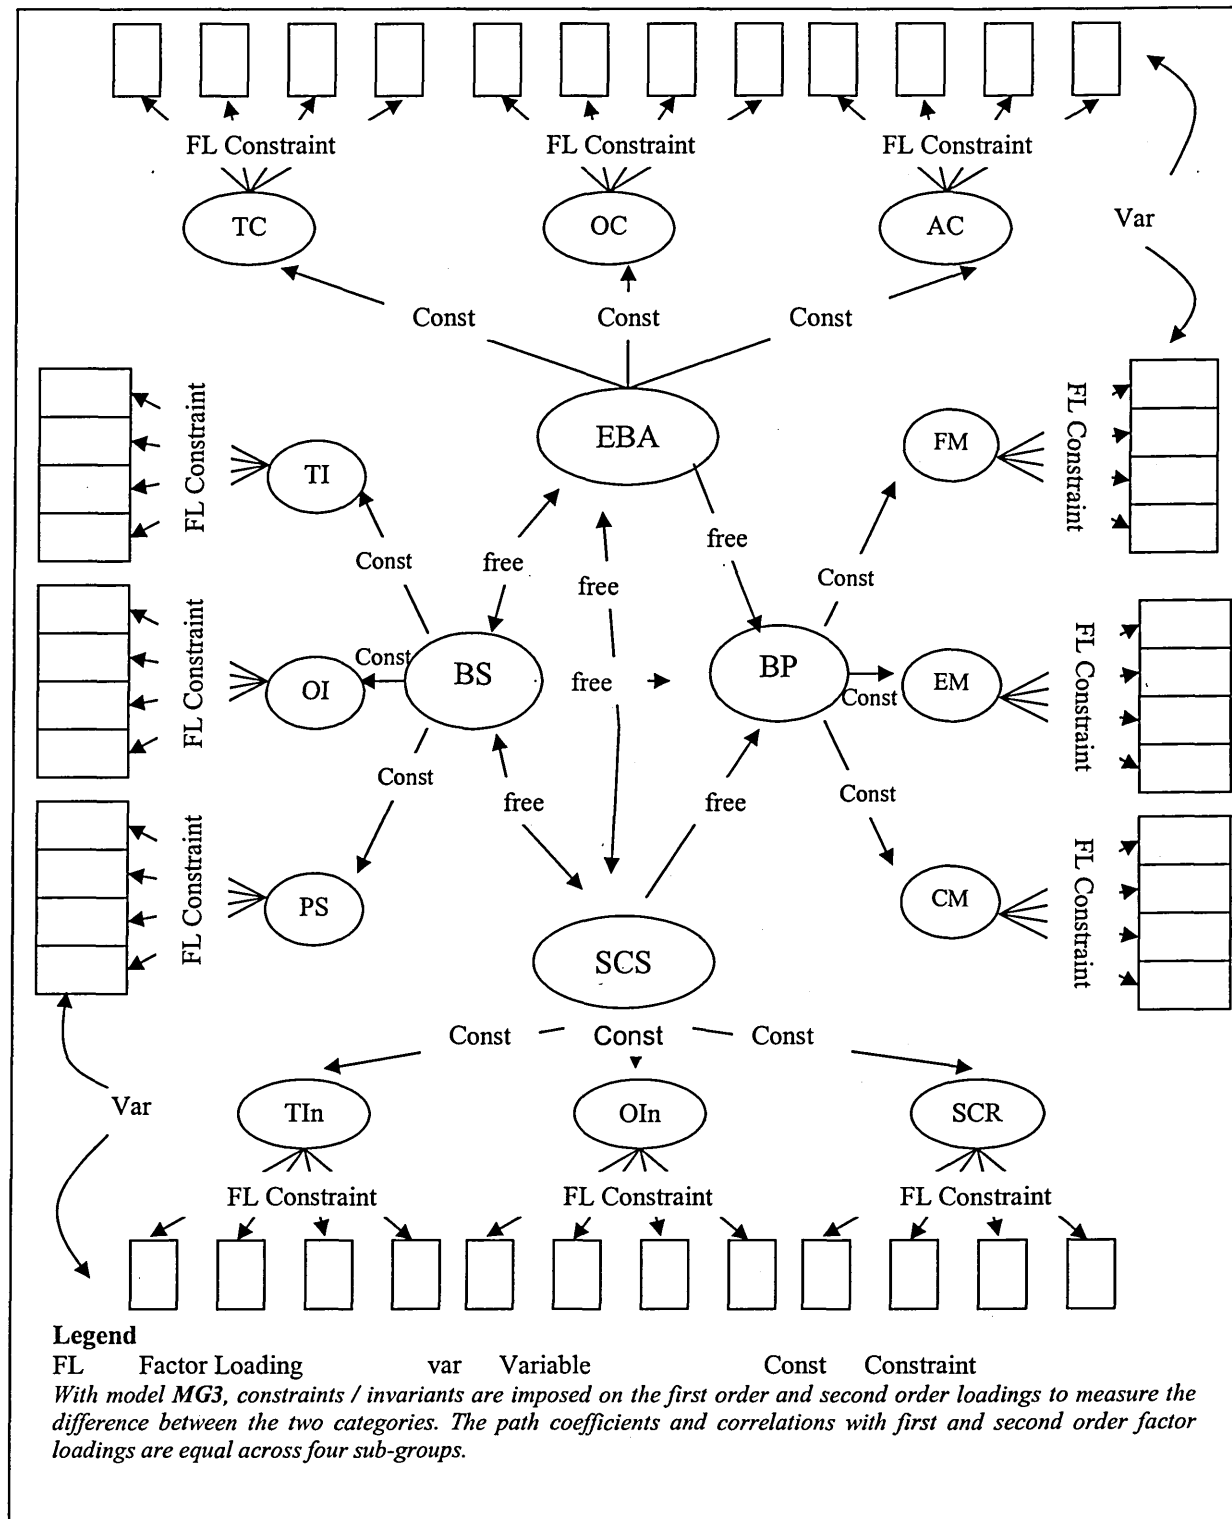 FL Constraint FL Constraint FL Constraint
TC OC AC
Var
Const Const Const
FL Constraint
TI
EBA
FM
FL Constraint
Const
free
free
free
Const
FL Constraint
OI
Const
BS
free
BP
Const
EM
FL Constraint
Const
free
free
Const
FL Constraint
PS
SCS
CM
FL Constraint
Const Const Const
Var
TIn OIn SCR
FL Constraint FL Constraint FL Constraint
Legend
FL Factor Loading var Variable Const Constraint
With model MG3, constraints / invariants are imposed on the first order and second order loadings to measure the
difference between the two categories. The path coefficients and correlations with first and second order factor
loadings are equal across four sub-groups.